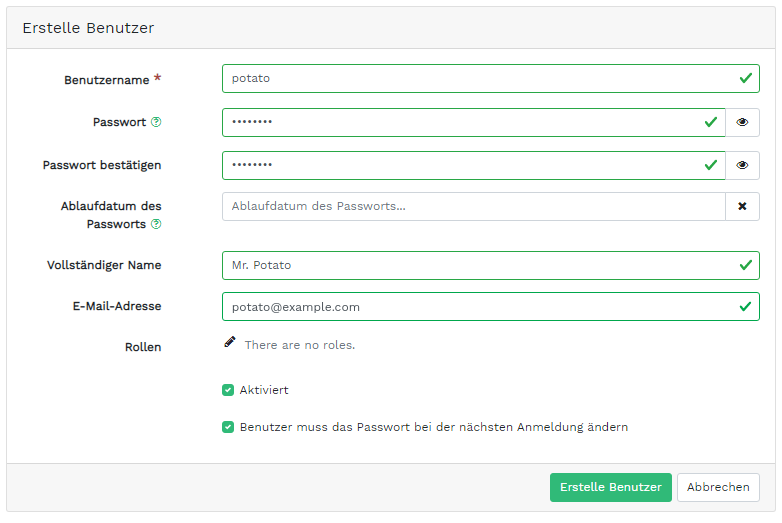 Erstelle Benutzer
Benutzername *
potato
Passwort
••••••••
Passwort bestätigen
••••••••
Ablaufdatum des
Passworts
Ablaufdatum des Passworts...
Vollständiger Name
Mr. Potato
E-Mail-Adresse
potato@example.com
Rollen
There are no roles.
Aktiviert
Benutzer muss das Passwort bei der nächsten Anmeldung ändern
Erstelle Benutzer
Abbrechen